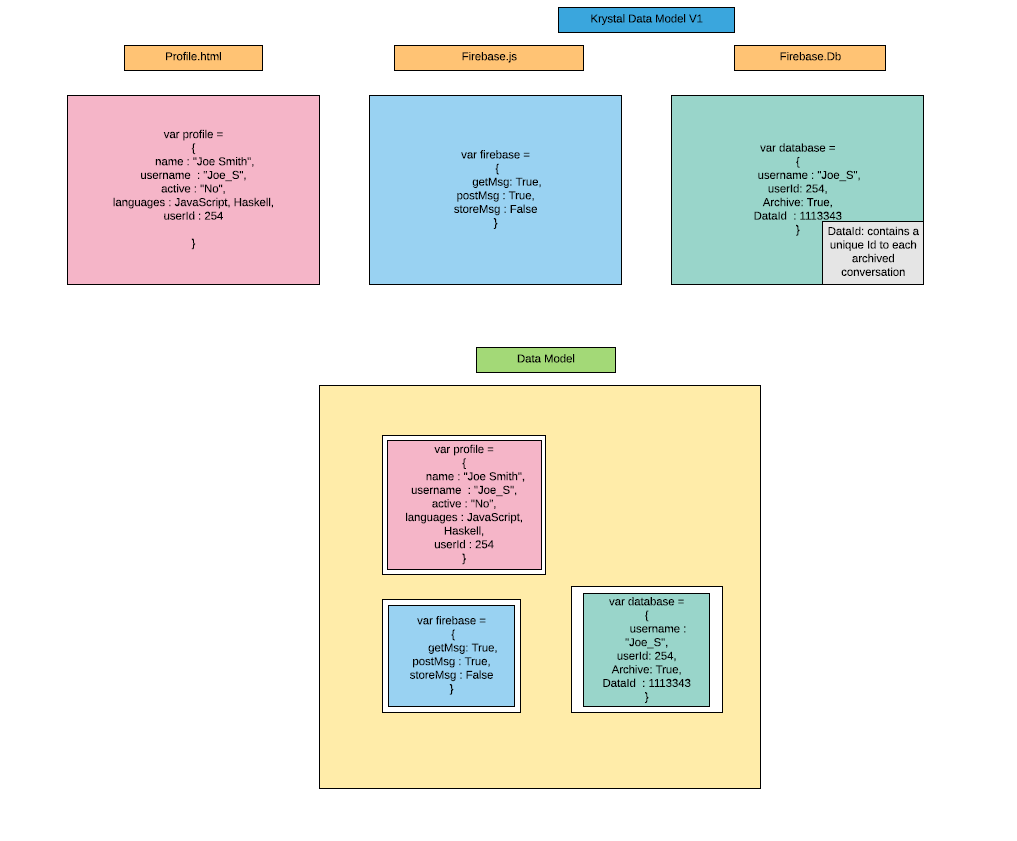 Krystal Data Model V1
Profile.html
Firebase.js
Firebase.Db
var profile =
{
name : "Joe Smith",
username : "Joe_S",
active : "No",
languages : JavaScript, Haskell,
userId : 254
}
var firebase =
{
getMsg: True,
postMsg : True,
storeMsg : False
}
var database =
{
username : "Joe_S",
userId: 254,
Archive: True,
DataId : 1113343
}
DataId: contains a
unique Id to each
archived
conversation
Data Model
var profile =
{
name : "Joe Smith",
username : "Joe_S",
active : "No",
languages : JavaScript,
Haskell,
userId : 254
}
var firebase =
{
getMsg: True,
postMsg : True,
storeMsg : False
}
var database =
{
username :
"Joe_S",
userId: 254,
Archive: True,
DataId : 1113343
}